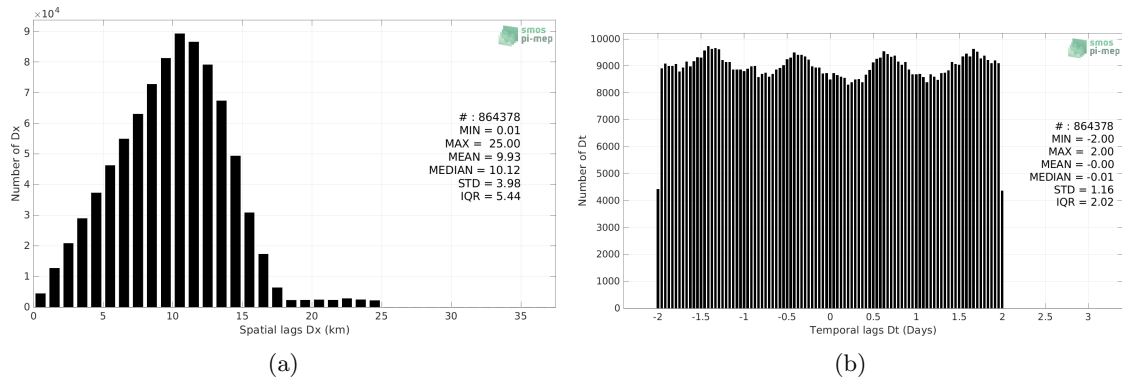 ×10⁴
9
8
7
6
5
4
3
2
1
0
Number of Dx
smos
pi-mep
# : 864378
MIN = 0.01
MAX = 25.00
MEAN = 9.93
MEDIAN = 10.12
STD = 3.98
IQR = 5.44
0 5 10 15 20 25 30 35
Spatial lags Dx (km)
(a)
10000
9000
8000
7000
6000
5000
4000
3000
2000
1000
0
Number of Dt
smos
pi-mep
# : 864378
MIN = -2.00
MAX = 2.00
MEAN = -0.00
MEDIAN = -0.01
STD = 1.16
IQR = 2.02
-2 -1.5 -1 -0.5 0 0.5 1 1.5 2 2.5 3
Temporal lags Dt (Days)
(b)